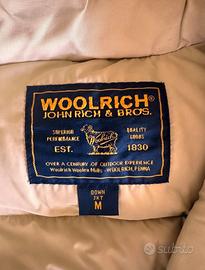 WOOLRICH®
JOHN RICH & BROS.
SUPERIOR
PERFORMANCE
QUALITY
GOODS
Woolrich
EST.
1830
OVER A CENTURY OF OUTDOOR EXPERIENCE
Woolrich Woolen Mills - WOOLRICH, PENNA
DOWN
JKT
M
subito